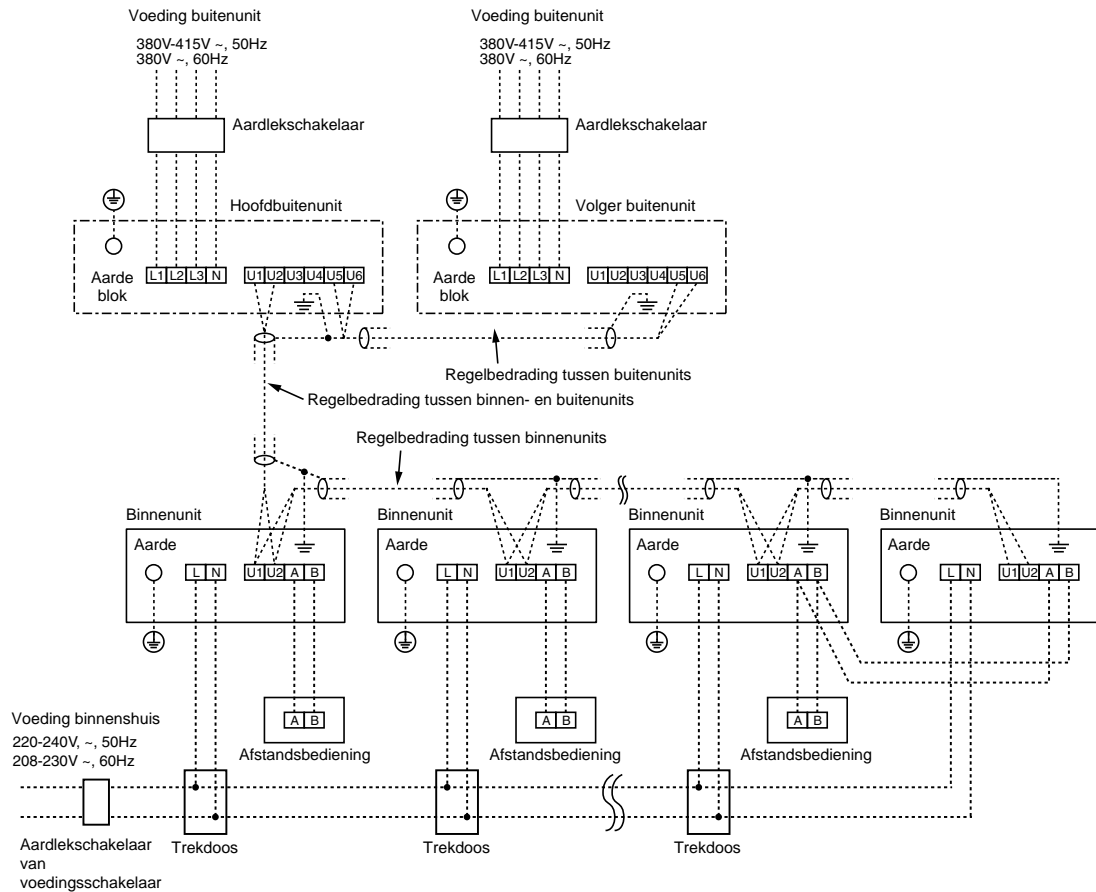 Voeding buitenunit
380V-415V ~, 50Hz
380V ~, 60Hz
Voeding buitenunit
380V-415V ~, 50Hz
380V ~, 60Hz
Aardlekschakelaar
Aardlekschakelaar
Hoofdbuitenunit
Volger buitenunit
Aarde
blok
L1 L2 L3 N
U1 U2 U3 U4 U5 U6
Aarde
blok
L1 L2 L3 N
U1 U2 U3 U4 U5 U6
Regelbedrading tussen buitenunits
Regelbedrading tussen binnen- en buitenunits
Regelbedrading tussen binnenunits
Binnenunit
Binnenunit
Binnenunit
Binnenunit
Aarde
L N
U1 U2 A B
Aarde
L N
U1 U2 A B
Aarde
L N
U1 U2 A B
Aarde
L N
U1 U2 A B
A B
A B
A B
Afstandsbediening
Afstandsbediening
Afstandsbediening
Voeding binnenshuis
220-240V, ~, 50Hz
208-230V ~, 60Hz
Aardlekschakelaar
van
voedingsschakelaar
Trekdoos
Trekdoos
Trekdoos